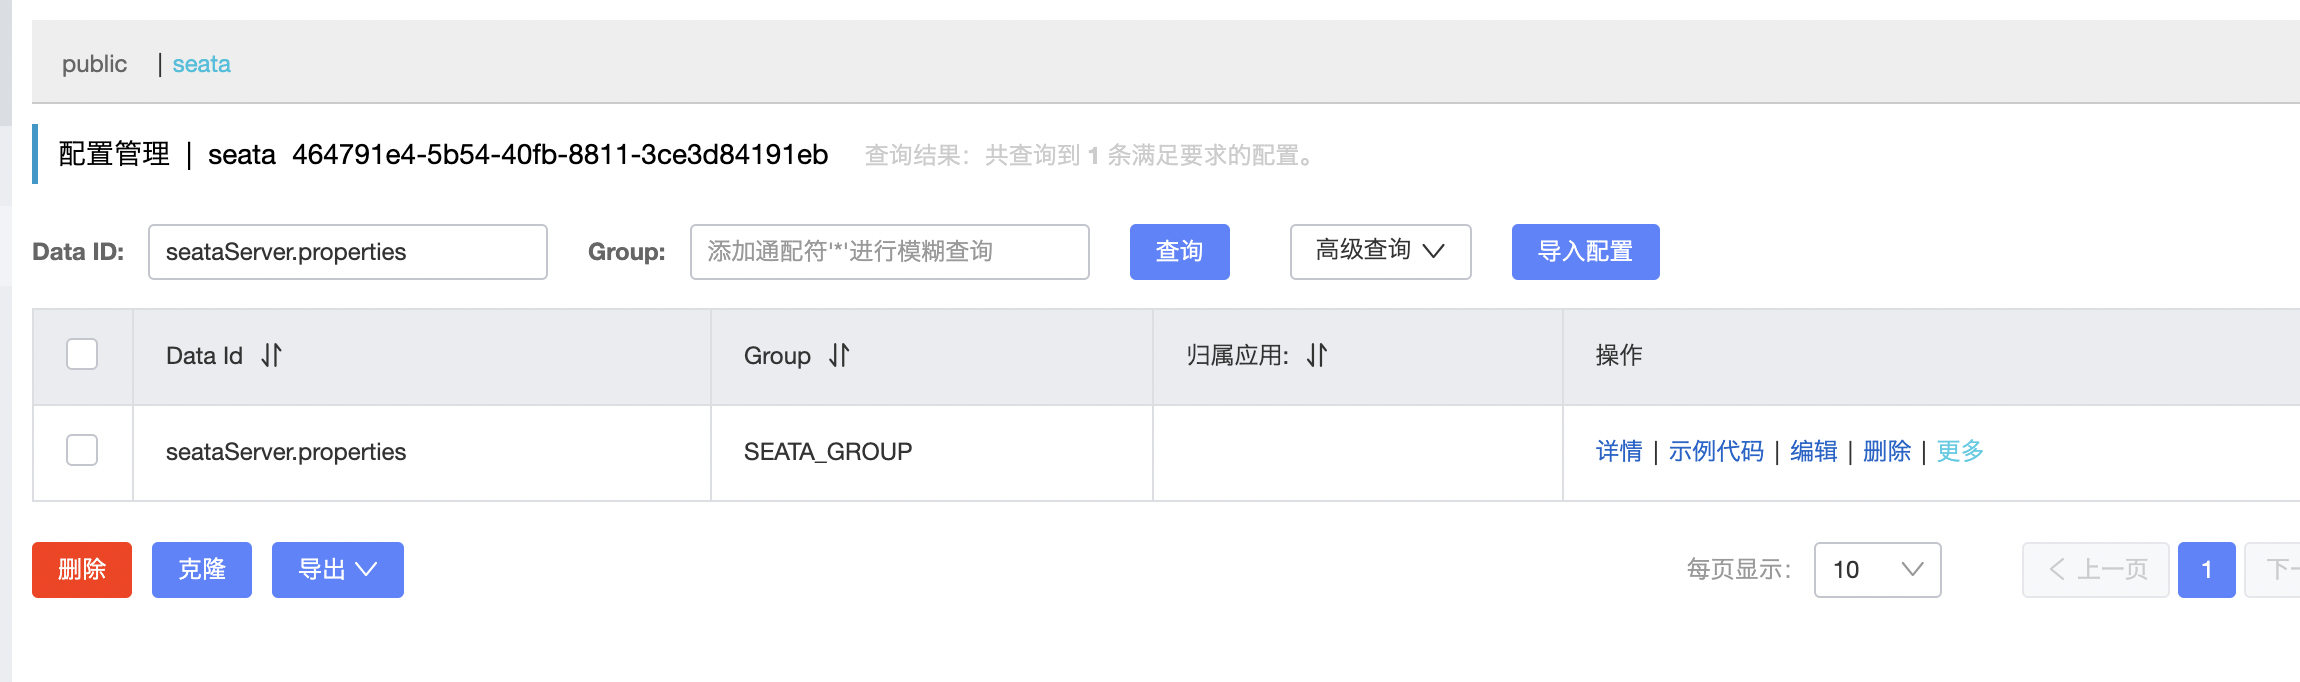 public | seata
配置管理 | seata 464791e4-5b54-40fb-8811-3ce3d84191eb 查询结果：共查询到 1 条满足要求的配置。
Data ID: seataServer.properties Group: 添加通配符'*'进行模糊查询 查询 高级查询 导入配置
Data Id Group 归属应用: 操作
seataServer.properties SEATA_GROUP 详情 | 示例代码 | 编辑 | 删除 | 更多
删除 克隆 导出 每页显示: 10 上一页 1 下一